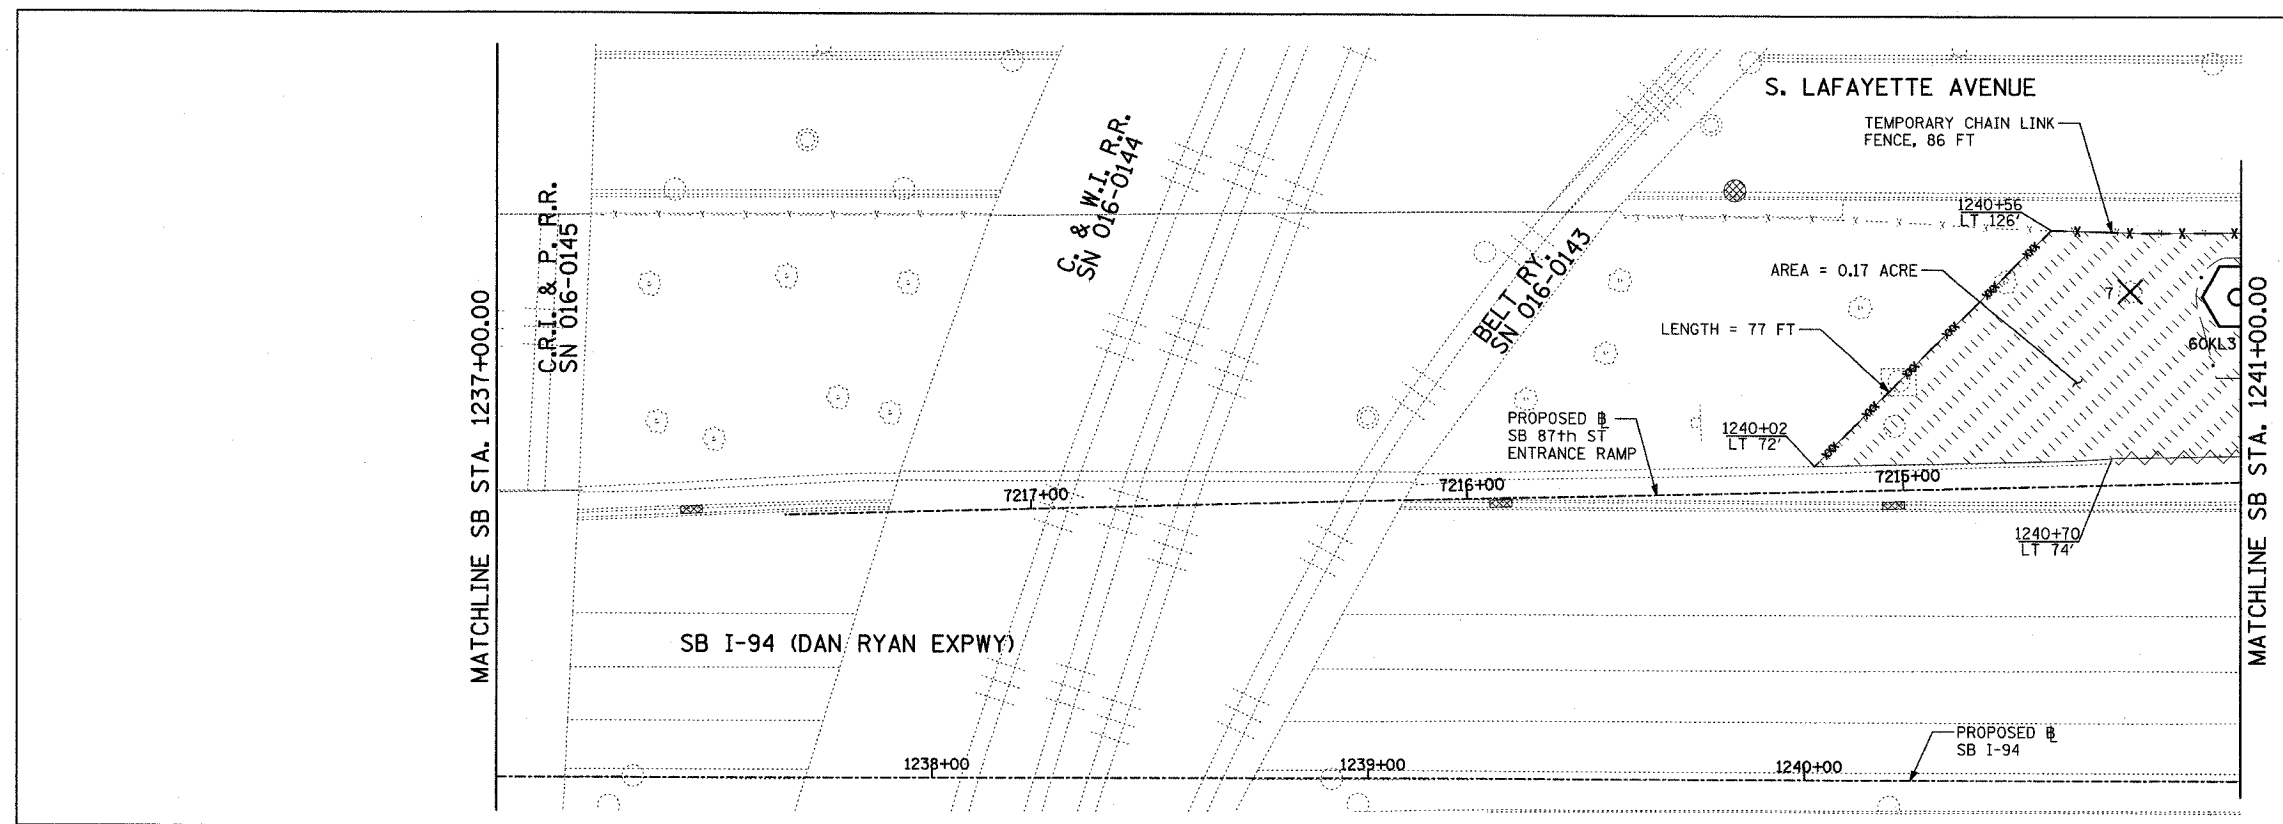 S. LAFAYETTE AVENUE
TEMPORARY CHAIN LINK
FENCE, 86 FT
C. & W.I. R.R.
SN 016-0144
C.R.I. & P. R.R.
SN 016-0145
1240+56
LT 126'
BELT RY.
SN 016-0143
AREA = 0.17 ACRE
7
LENGTH = 77 FT
60KL3
MATCHLINE SB STA. 1237+00.00
MATCHLINE SB STA. 1241+00.00
PROPOSED ℄
SB 87th ST
ENTRANCE RAMP
1240+02
LT 72'
7217+00
7216+00
7215+00
1240+70
LT 74'
SB I-94 (DAN RYAN EXPWY)
PROPOSED ℄
SB I-94
1238+00
1239+00
1240+00